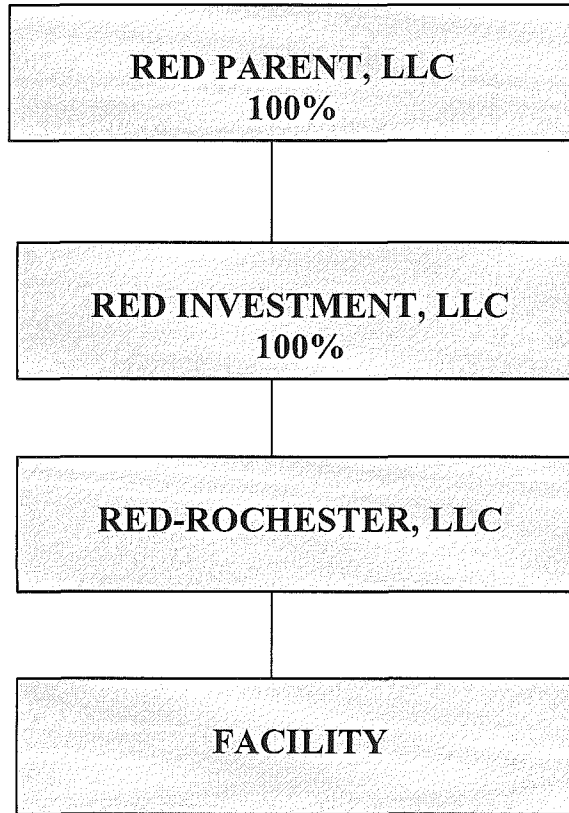 RED PARENT, LLC
100%
RED INVESTMENT, LLC
100%
RED-ROCHESTER, LLC
FACILITY